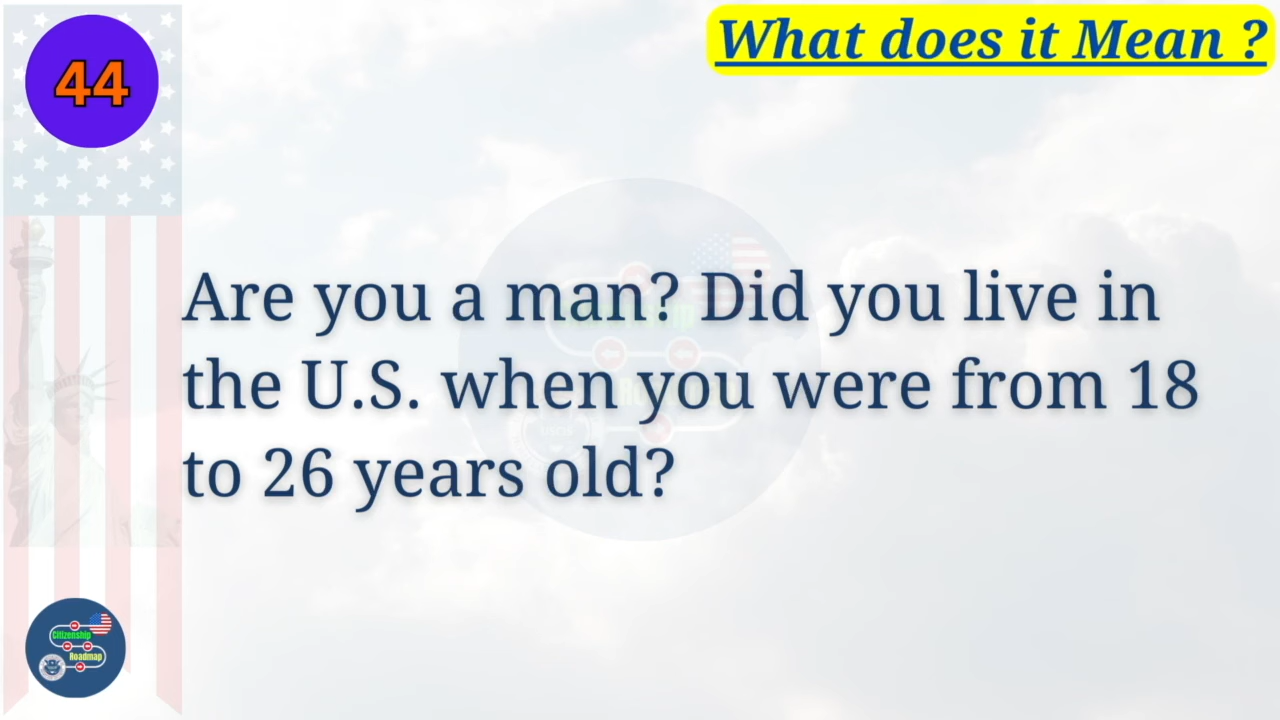 44
What does it Mean ?
Are you a man? Did you live in
the U.S. when you were from 18
to 26 years old?
Citizenship
Roadmap